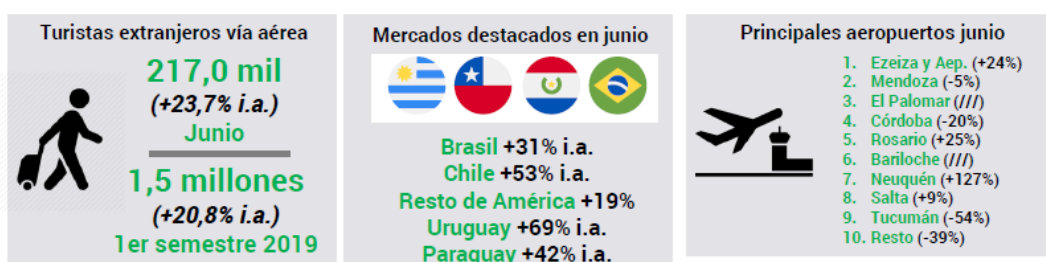 Turistas extranjeros vía aérea
217,0 mil
(+23,7% i.a.)
Junio
1,5 millones
(+20,8% i.a.)
1er semestre 2019
Mercados destacados en junio
Brasil +31% i.a.
Chile +53% i.a.
Resto de América +19%
Uruguay +69% i.a.
Paraguay +42% i.a.
Principales aeropuertos junio
1. Ezeiza y Aep. (+24%)
2. Mendoza (-5%)
3. El Palomar (///)
4. Córdoba (-20%)
5. Rosario (+25%)
6. Bariloche (///)
7. Neuquén (+127%)
8. Salta (+9%)
9. Tucumán (-54%)
10. Resto (-39%)